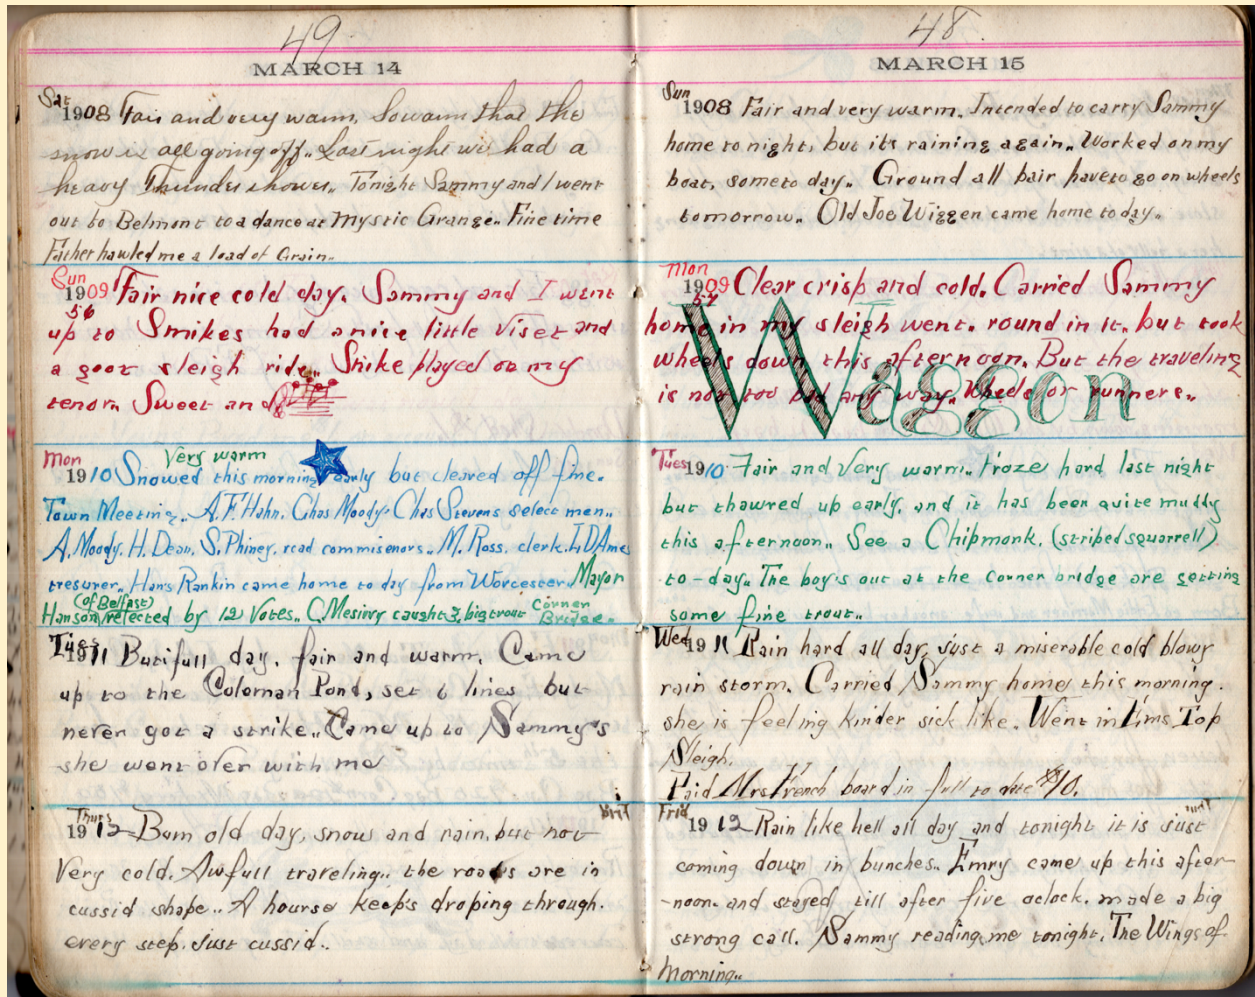 49
MARCH 14
Sat
1908 Fair and very warm. So warm that the
snow is all going off.. Last night we had a
heavy Thunder shower.. Tonight Sammy and I went
out to Belmont to a dance at Mystic Grange.. Fine time
Father hawled me a load of Grain..
Sun
1909 Fair nice cold day. Sammy and I went
56
up to Smikes had a nice little viset and
a goot sleigh ride.. Smike played on my
tenor. Sweet and
Mon Very warm
1910 Snowed this morning early but cleared off fine.
Town Meeting. A.F. Hahn. Chas Moody. Chas Stevens select men..
A. Moody. H. Dean. S. Phiney. road commisenors.. M. Ross. clerk. I.D Ames
tresurer. Hans Rankin came home to day from Worcester. Mayor
(of Belfast)
Hanson relected by 12 Votes. C Mesirvy caught 3 big trout Corner
Bridge..
Tues
1911 Butifull day. fair and warm. Came
up to the Coleman Pond, set 6 lines but
never got a strike.. Came up to Sammy's
she went over with me
Thurs
1912 Bum old day, snow and rain. but not
Very cold. Awfull traveling.. the roads are in
cussid shape.. A hourse keep's droping through.
every step. Just cussid..
48
MARCH 15
Sun
1908 Fair and very warm. Intended to carry Sammy
home to night, but it's raining again.. Worked on my
boat, some to day.. Ground all bair have to go on wheels
tomorrow.. Old Joe Wiggen came home to day..
Mon
1909 Clear crisp and cold. Carried Sammy
57
home in my sleigh went. round in it. but took
wheels down this afternoon. But the traveling
is not too bad any way. Wheels or runners..
Waggon
Tues
1910 Fair and Very warm.. Froze hard last night
but thawred up early. and it has been quite muddy
this afternoon.. See a Chipmonk. (striped squarrell)
to-day.. The boy's out at the corner bridge are getting
some fine trout..
Wed
1911 Rain hard all day, just a miserable cold blowy
rain storm. Carried Sammy home this morning.
she is feeling kinder sick like. Went in Ems Top
Sleigh.
Paid Mrs French board in full to date $10.
Frid
1912 Rain like hell all day and tonight it is just
coming down in bunches.. Emry came up this after-
-noon. and stayed till after five oclock. made a big
strong call. Sammy reading me tonight. The Wings of
Morning..